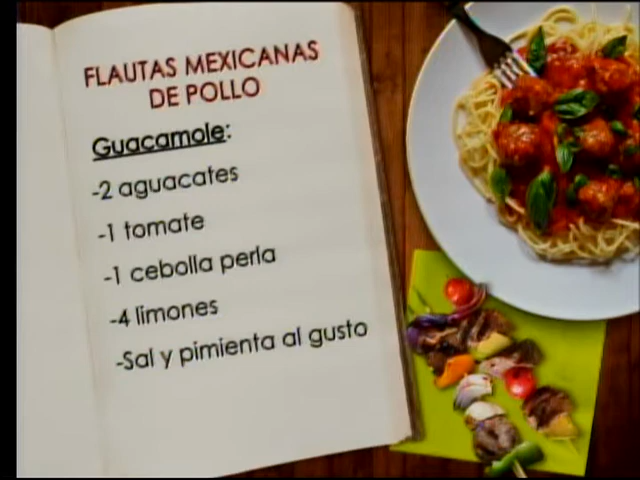 FLAUTAS MEXICANAS
DE POLLO
Guacamole:
-2 aguacates
-1 tomate
-1 cebolla perla
-4 limones
-Sal y pimienta al gusto